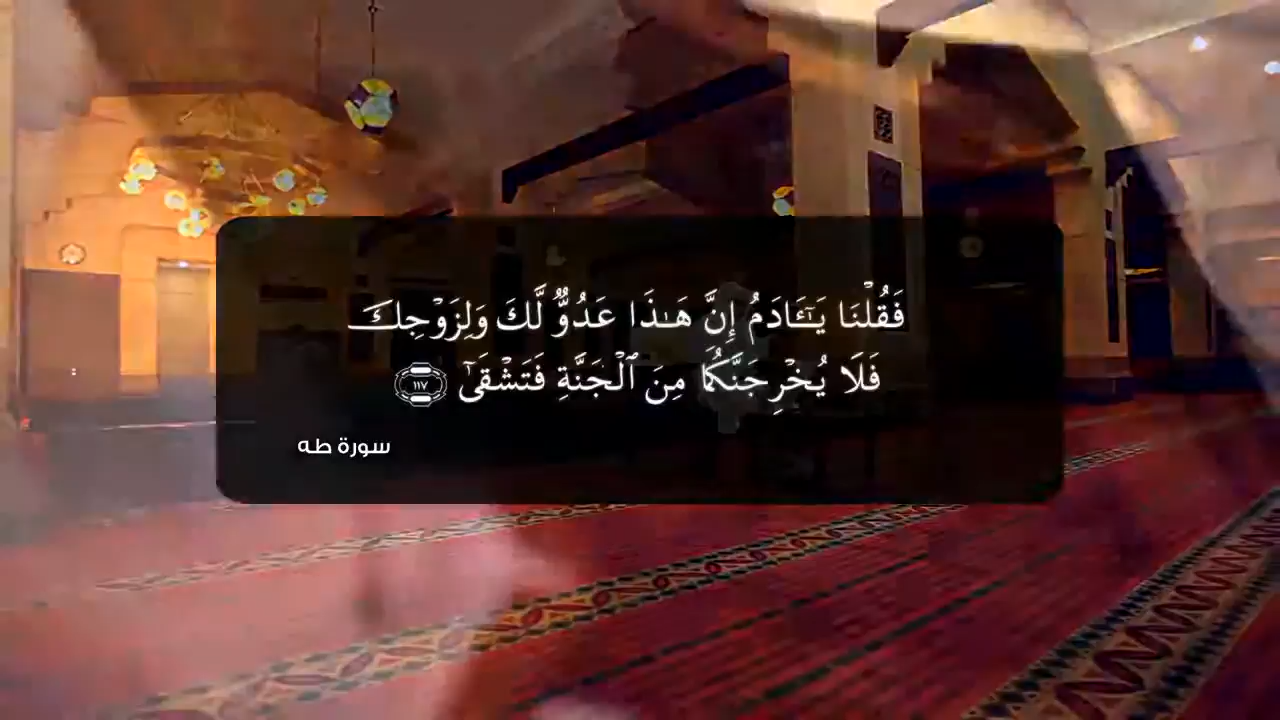 فَقُلْنَا يَـٰٓـَٔادَمُ إِنَّ هَـٰذَا عَدُوٌّ لَّكَ وَلِزَوْجِكَ
فَلَا يُخْرِجَنَّكُمَا مِنَ ٱلْجَنَّةِ فَتَشْقَىٰٓ ١١٧
سورة طه